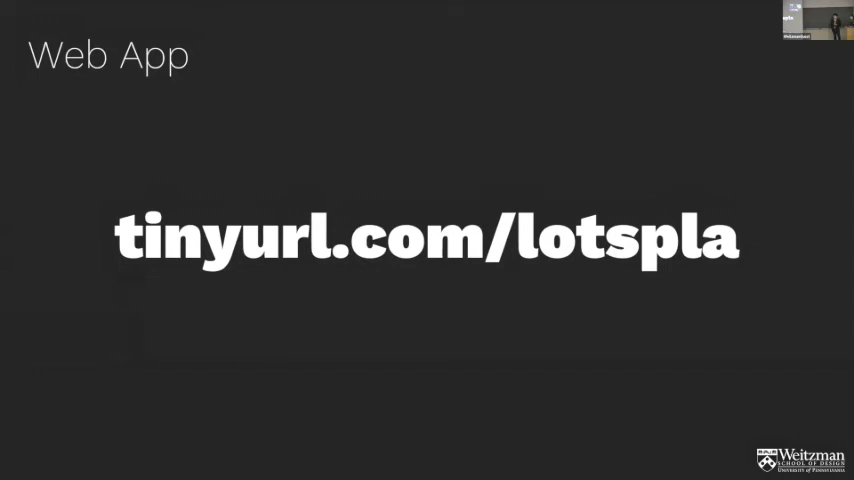 Web App
tinyurl.com/lotspla
Weitzman
SCHOOL OF DESIGN
UNIVERSITY of PENNSYLVANIA